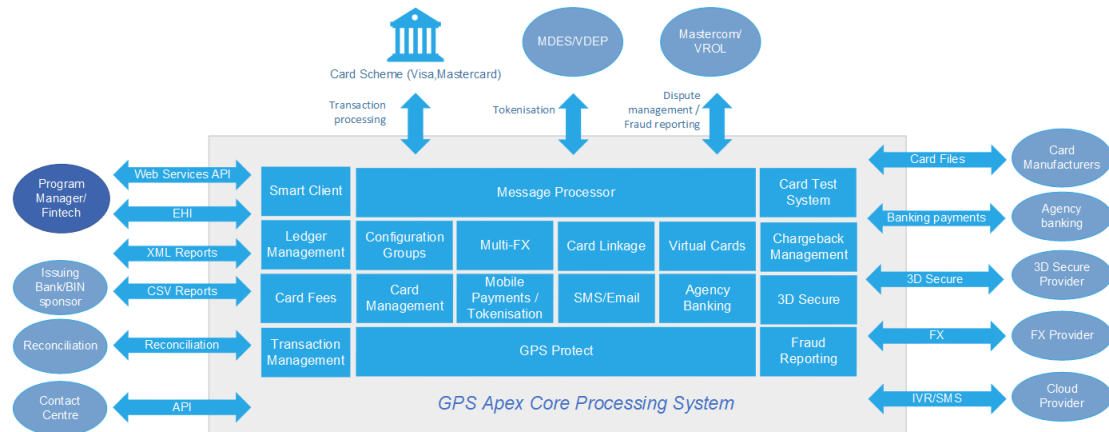 MDES/VDEP
Mastercom/
VROL
Card Scheme (Visa,Mastercard)
Transaction
processing
Tokenisation
Dispute
management /
Fraud reporting
Program
Manager/
Fintech
Issuing
Bank/BIN
sponsor
Reconciliation
Contact
Centre
Web Services API
EHI
XML Reports
CSV Reports
Reconciliation
API
Smart Client
Message Processor
Card Test
System
Ledger
Management
Configuration
Groups
Multi-FX
Card Linkage
Virtual Cards
Chargeback
Management
Card Fees
Card
Management
Mobile
Payments /
Tokenisation
SMS/Email
Agency
Banking
3D Secure
Transaction
Management
GPS Protect
Fraud
Reporting
GPS Apex Core Processing System
Card Files
Banking payments
3D Secure
FX
IVR/SMS
Card
Manufacturers
Agency
banking
3D Secure
Provider
FX Provider
Cloud
Provider